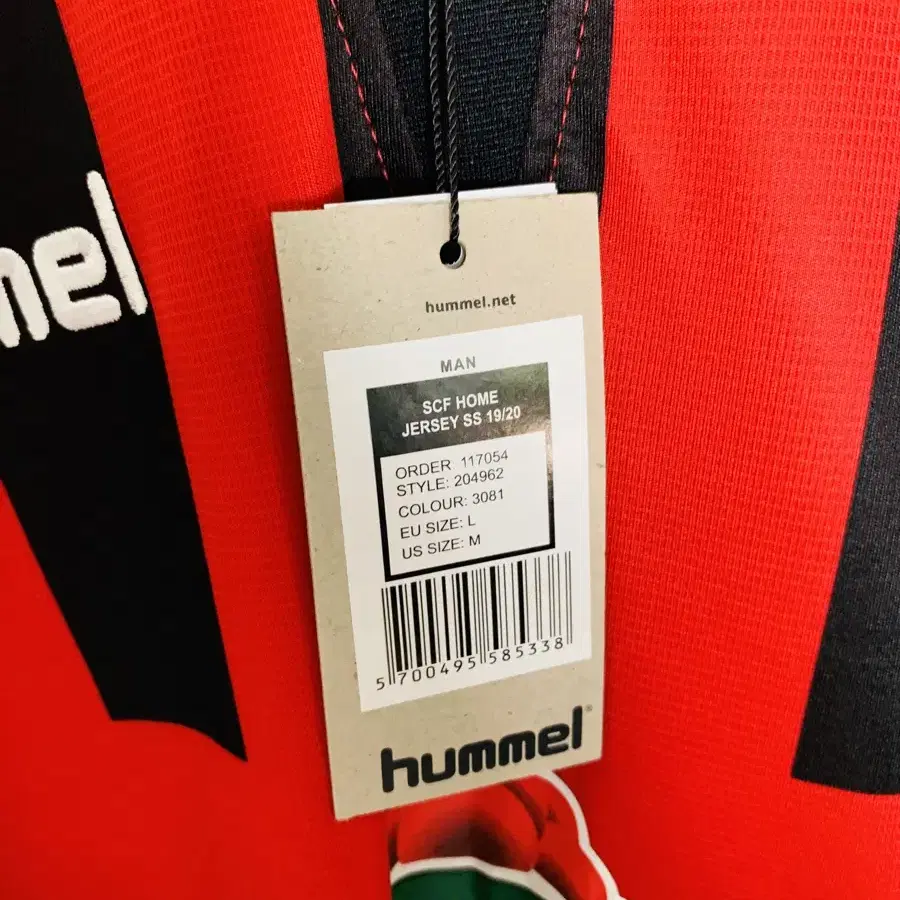 mel
hummel.net
MAN
SCF HOME
JERSEY SS 19/20
ORDER 117054
STYLE: 204962
COLOUR: 3081
EU SIZE: L
US SIZE: M
5 700495 585338
hummel®